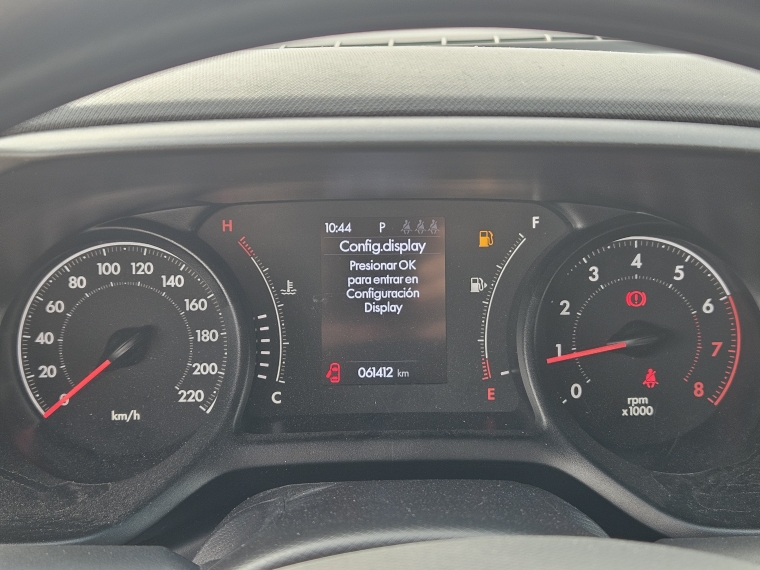 10:44 P
Config.display
Presionar OK
para entrar en
Configuración
Display
061412 km
H
C
F
E
0
20
40
60
80
100
120
140
160
180
200
220
km/h
0
1
2
3
4
5
6
7
8
rpm
x1000